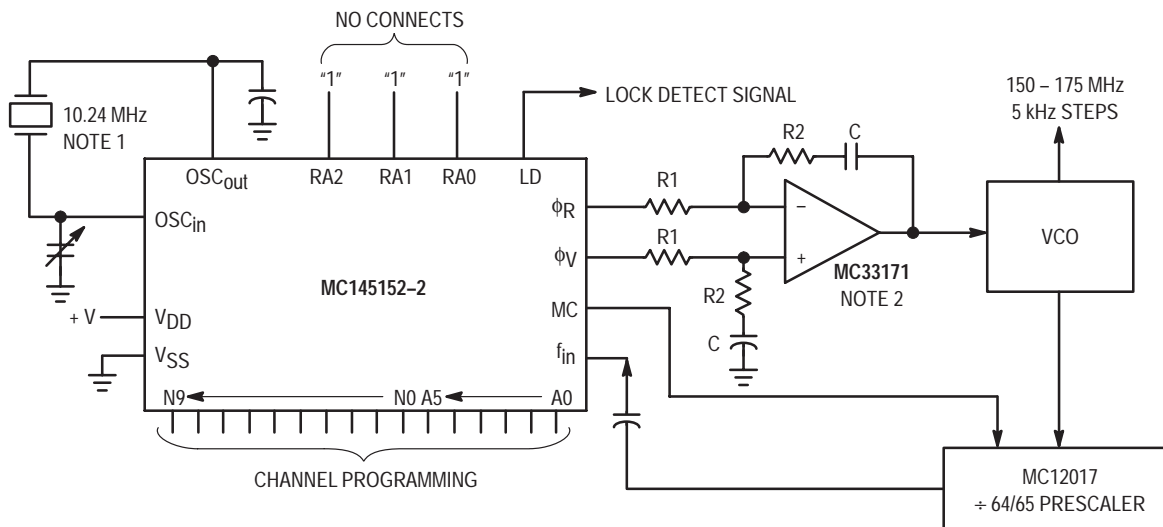 NO CONNECTS
“1” “1” “1”
10.24 MHz
NOTE 1
LOCK DETECT SIGNAL
150 – 175 MHz
5 kHz STEPS
R2 C
OSCout RA2 RA1 RA0 LD
R1
ϕR
–
OSCin
VCO
R1
ϕV
+
MC33171
NOTE 2
MC145152–2
R2
MC
+ V VDD
C
VSS
fin
N9 N0 A5 A0
CHANNEL PROGRAMMING
MC12017
÷ 64/65 PRESCALER